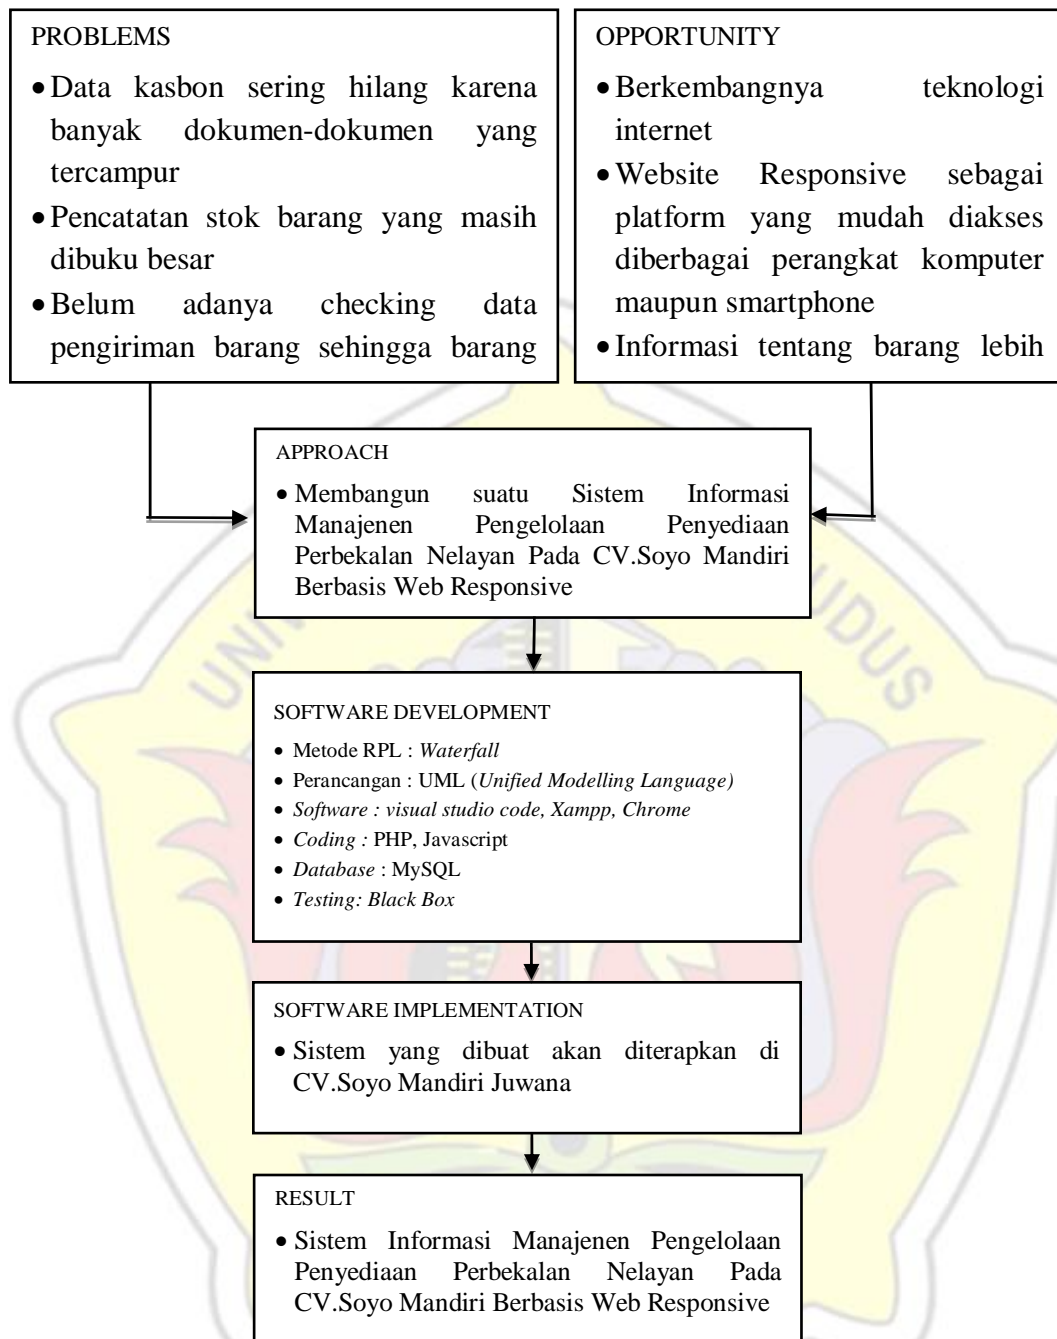 PROBLEMS
• Data kasbon sering hilang karena
banyak dokumen-dokumen yang
tercampur
• Pencatatan stok barang yang masih
dibuku besar
• Belum adanya checking data
pengiriman barang sehingga barang
OPPORTUNITY
• Berkembangnya teknologi
internet
• Website Responsive sebagai
platform yang mudah diakses
diberbagai perangkat komputer
maupun smartphone
• Informasi tentang barang lebih
APPROACH
• Membangun suatu Sistem Informasi
Manajenen Pengelolaan Penyediaan
Perbekalan Nelayan Pada CV.Soyo Mandiri
Berbasis Web Responsive
SOFTWARE DEVELOPMENT
• Metode RPL : Waterfall
• Perancangan : UML (Unified Modelling Language)
• Software : visual studio code, Xampp, Chrome
• Coding : PHP, Javascript
• Database : MySQL
• Testing: Black Box
SOFTWARE IMPLEMENTATION
• Sistem yang dibuat akan diterapkan di
CV.Soyo Mandiri Juwana
RESULT
• Sistem Informasi Manajenen Pengelolaan
Penyediaan Perbekalan Nelayan Pada
CV.Soyo Mandiri Berbasis Web Responsive